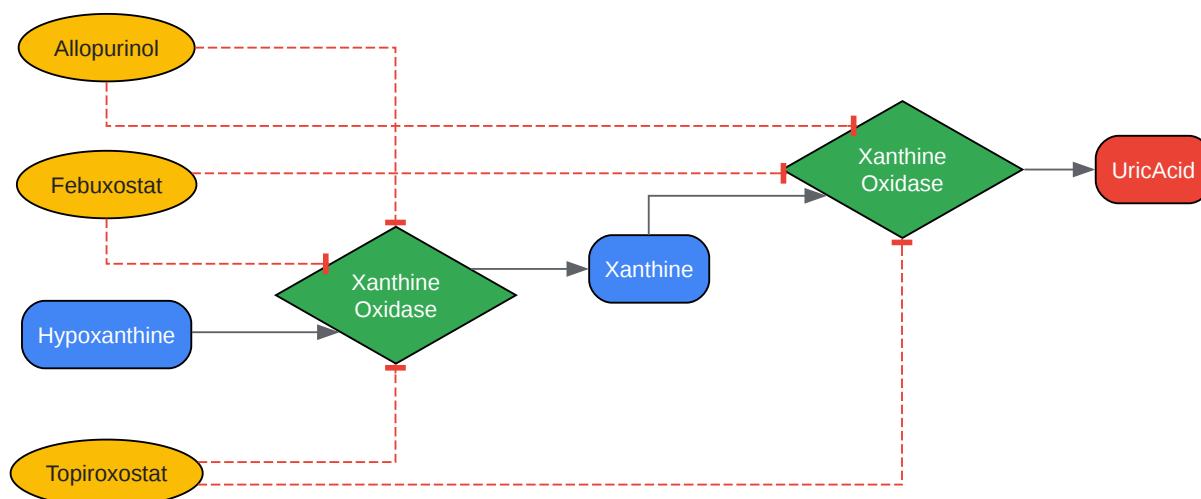 Allopurinol
Xanthine
Oxidase
UricAcid
Febuxostat
Xanthine
Xanthine
Oxidase
Hypoxanthine
Topiroxostat